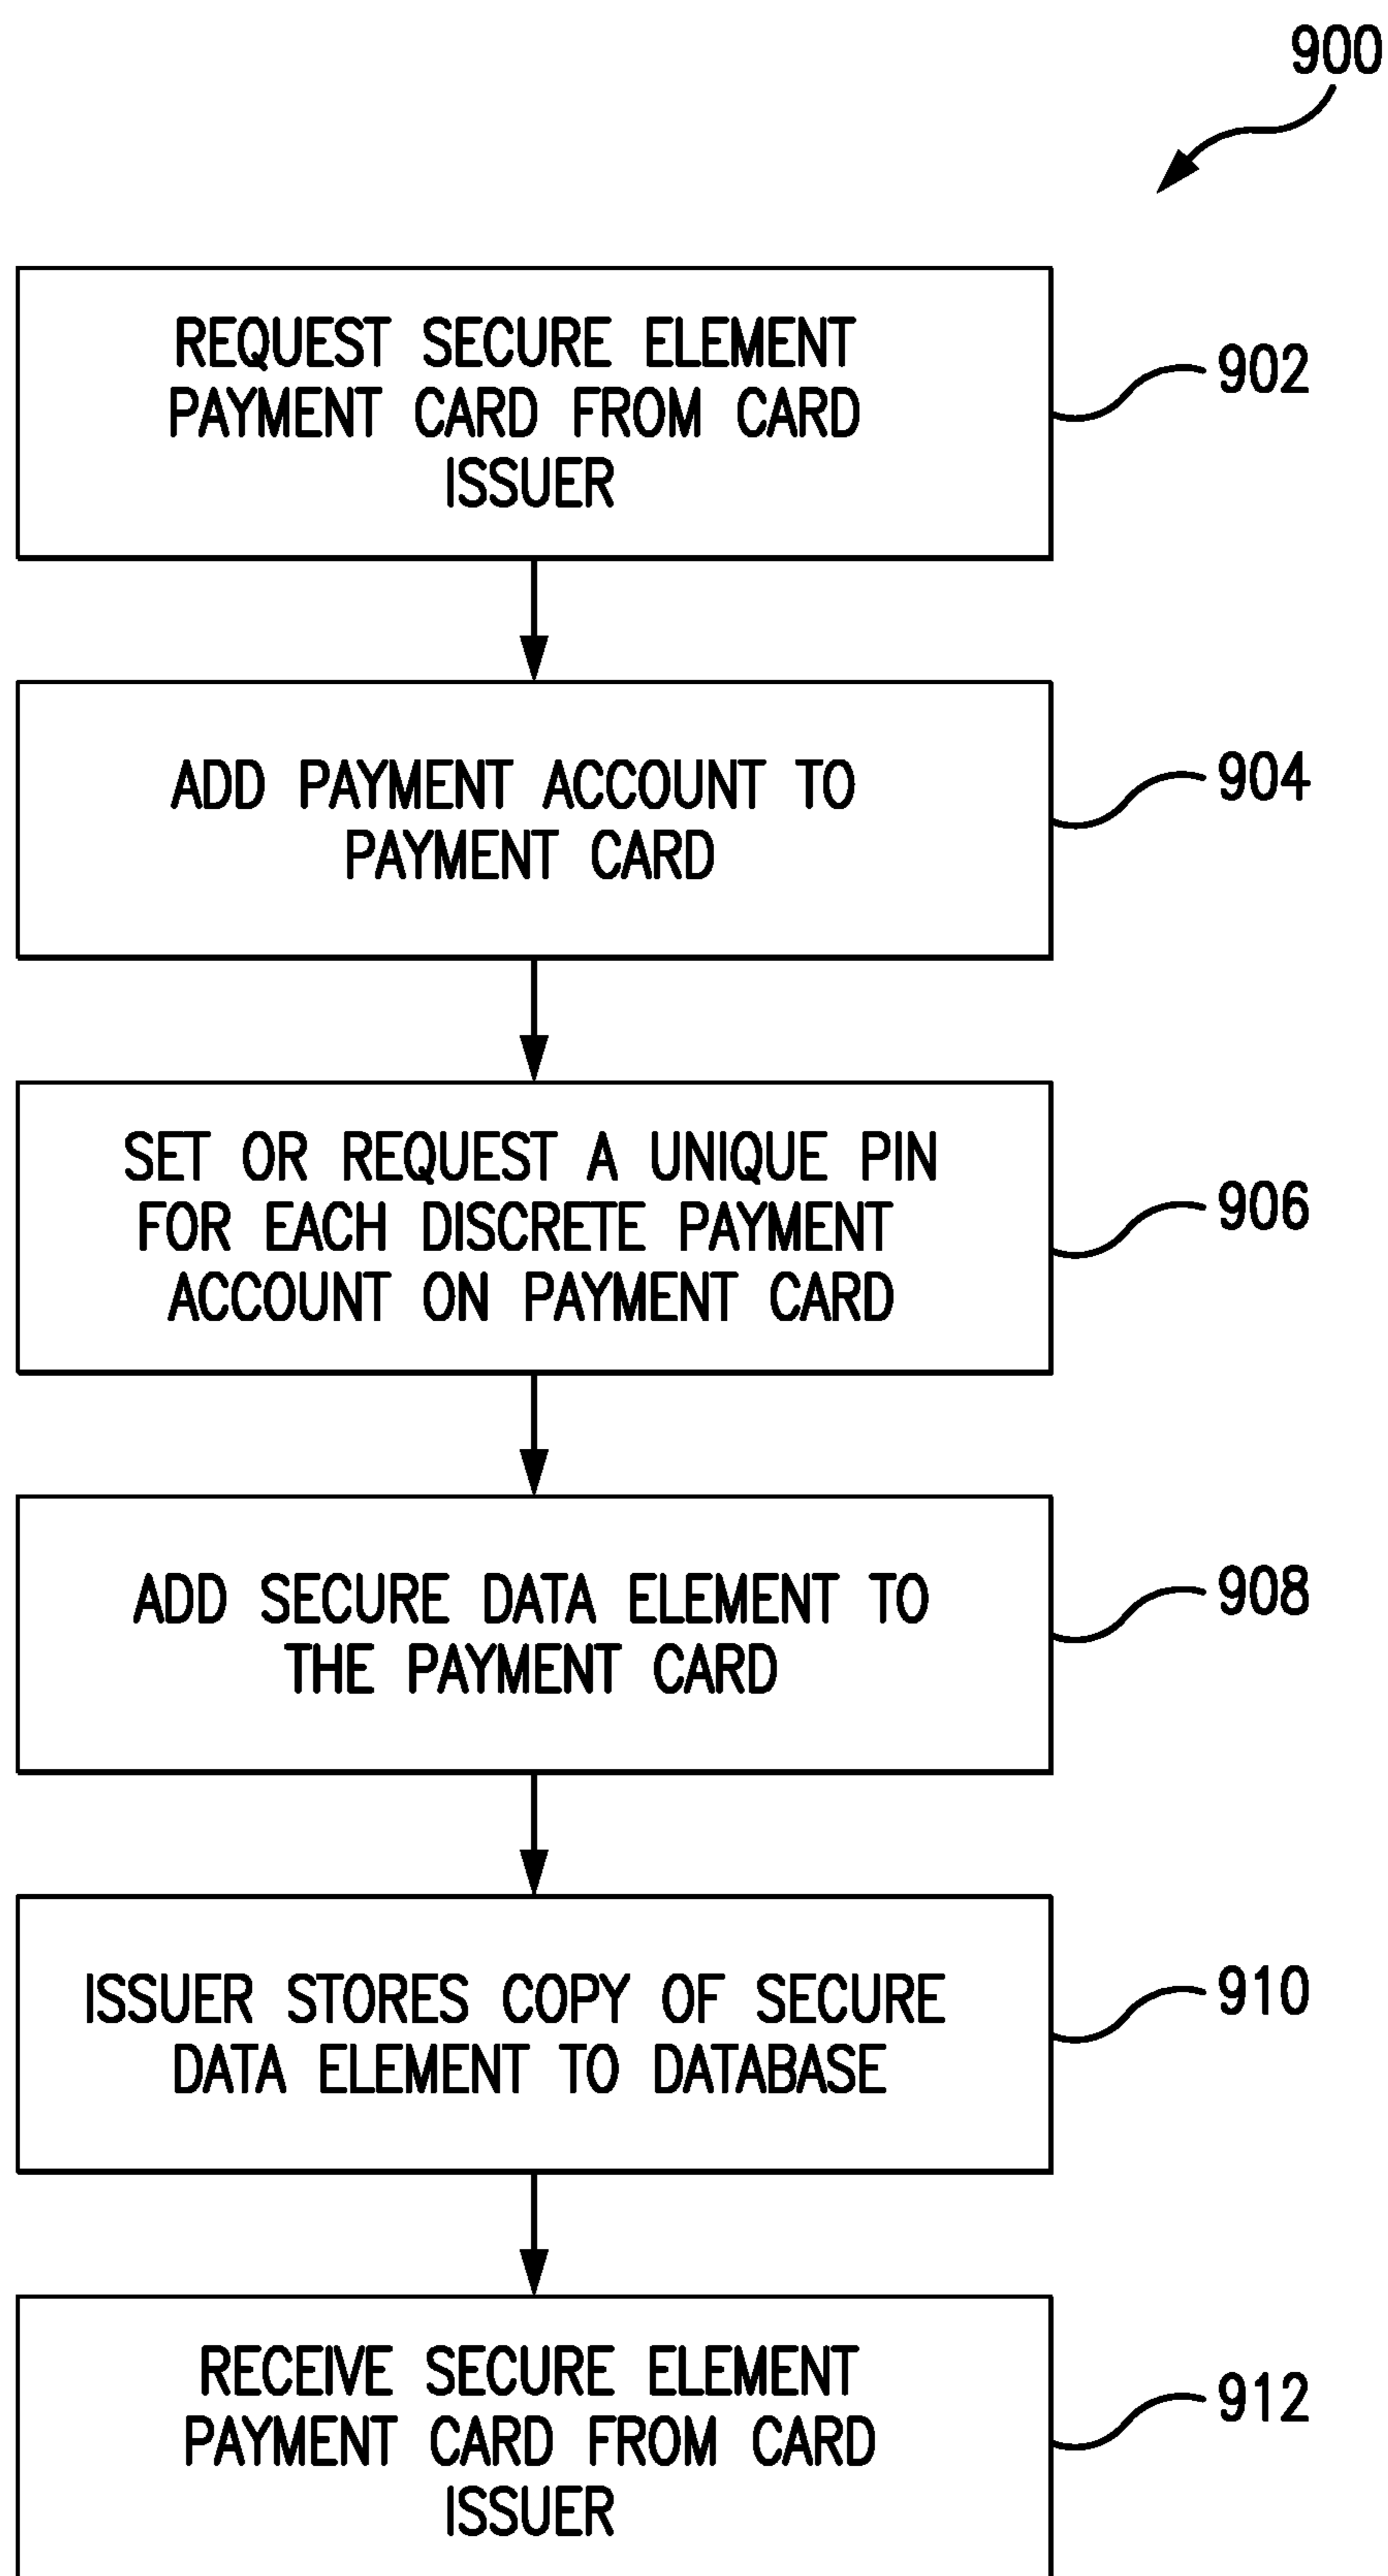 900
REQUEST SECURE ELEMENT
PAYMENT CARD FROM CARD
ISSUER
902
ADD PAYMENT ACCOUNT TO
PAYMENT CARD
904
SET OR REQUEST A UNIQUE PIN
FOR EACH DISCRETE PAYMENT
ACCOUNT ON PAYMENT CARD
906
ADD SECURE DATA ELEMENT TO
THE PAYMENT CARD
908
ISSUER STORES COPY OF SECURE
DATA ELEMENT TO DATABASE
910
RECEIVE SECURE ELEMENT
PAYMENT CARD FROM CARD
ISSUER
912